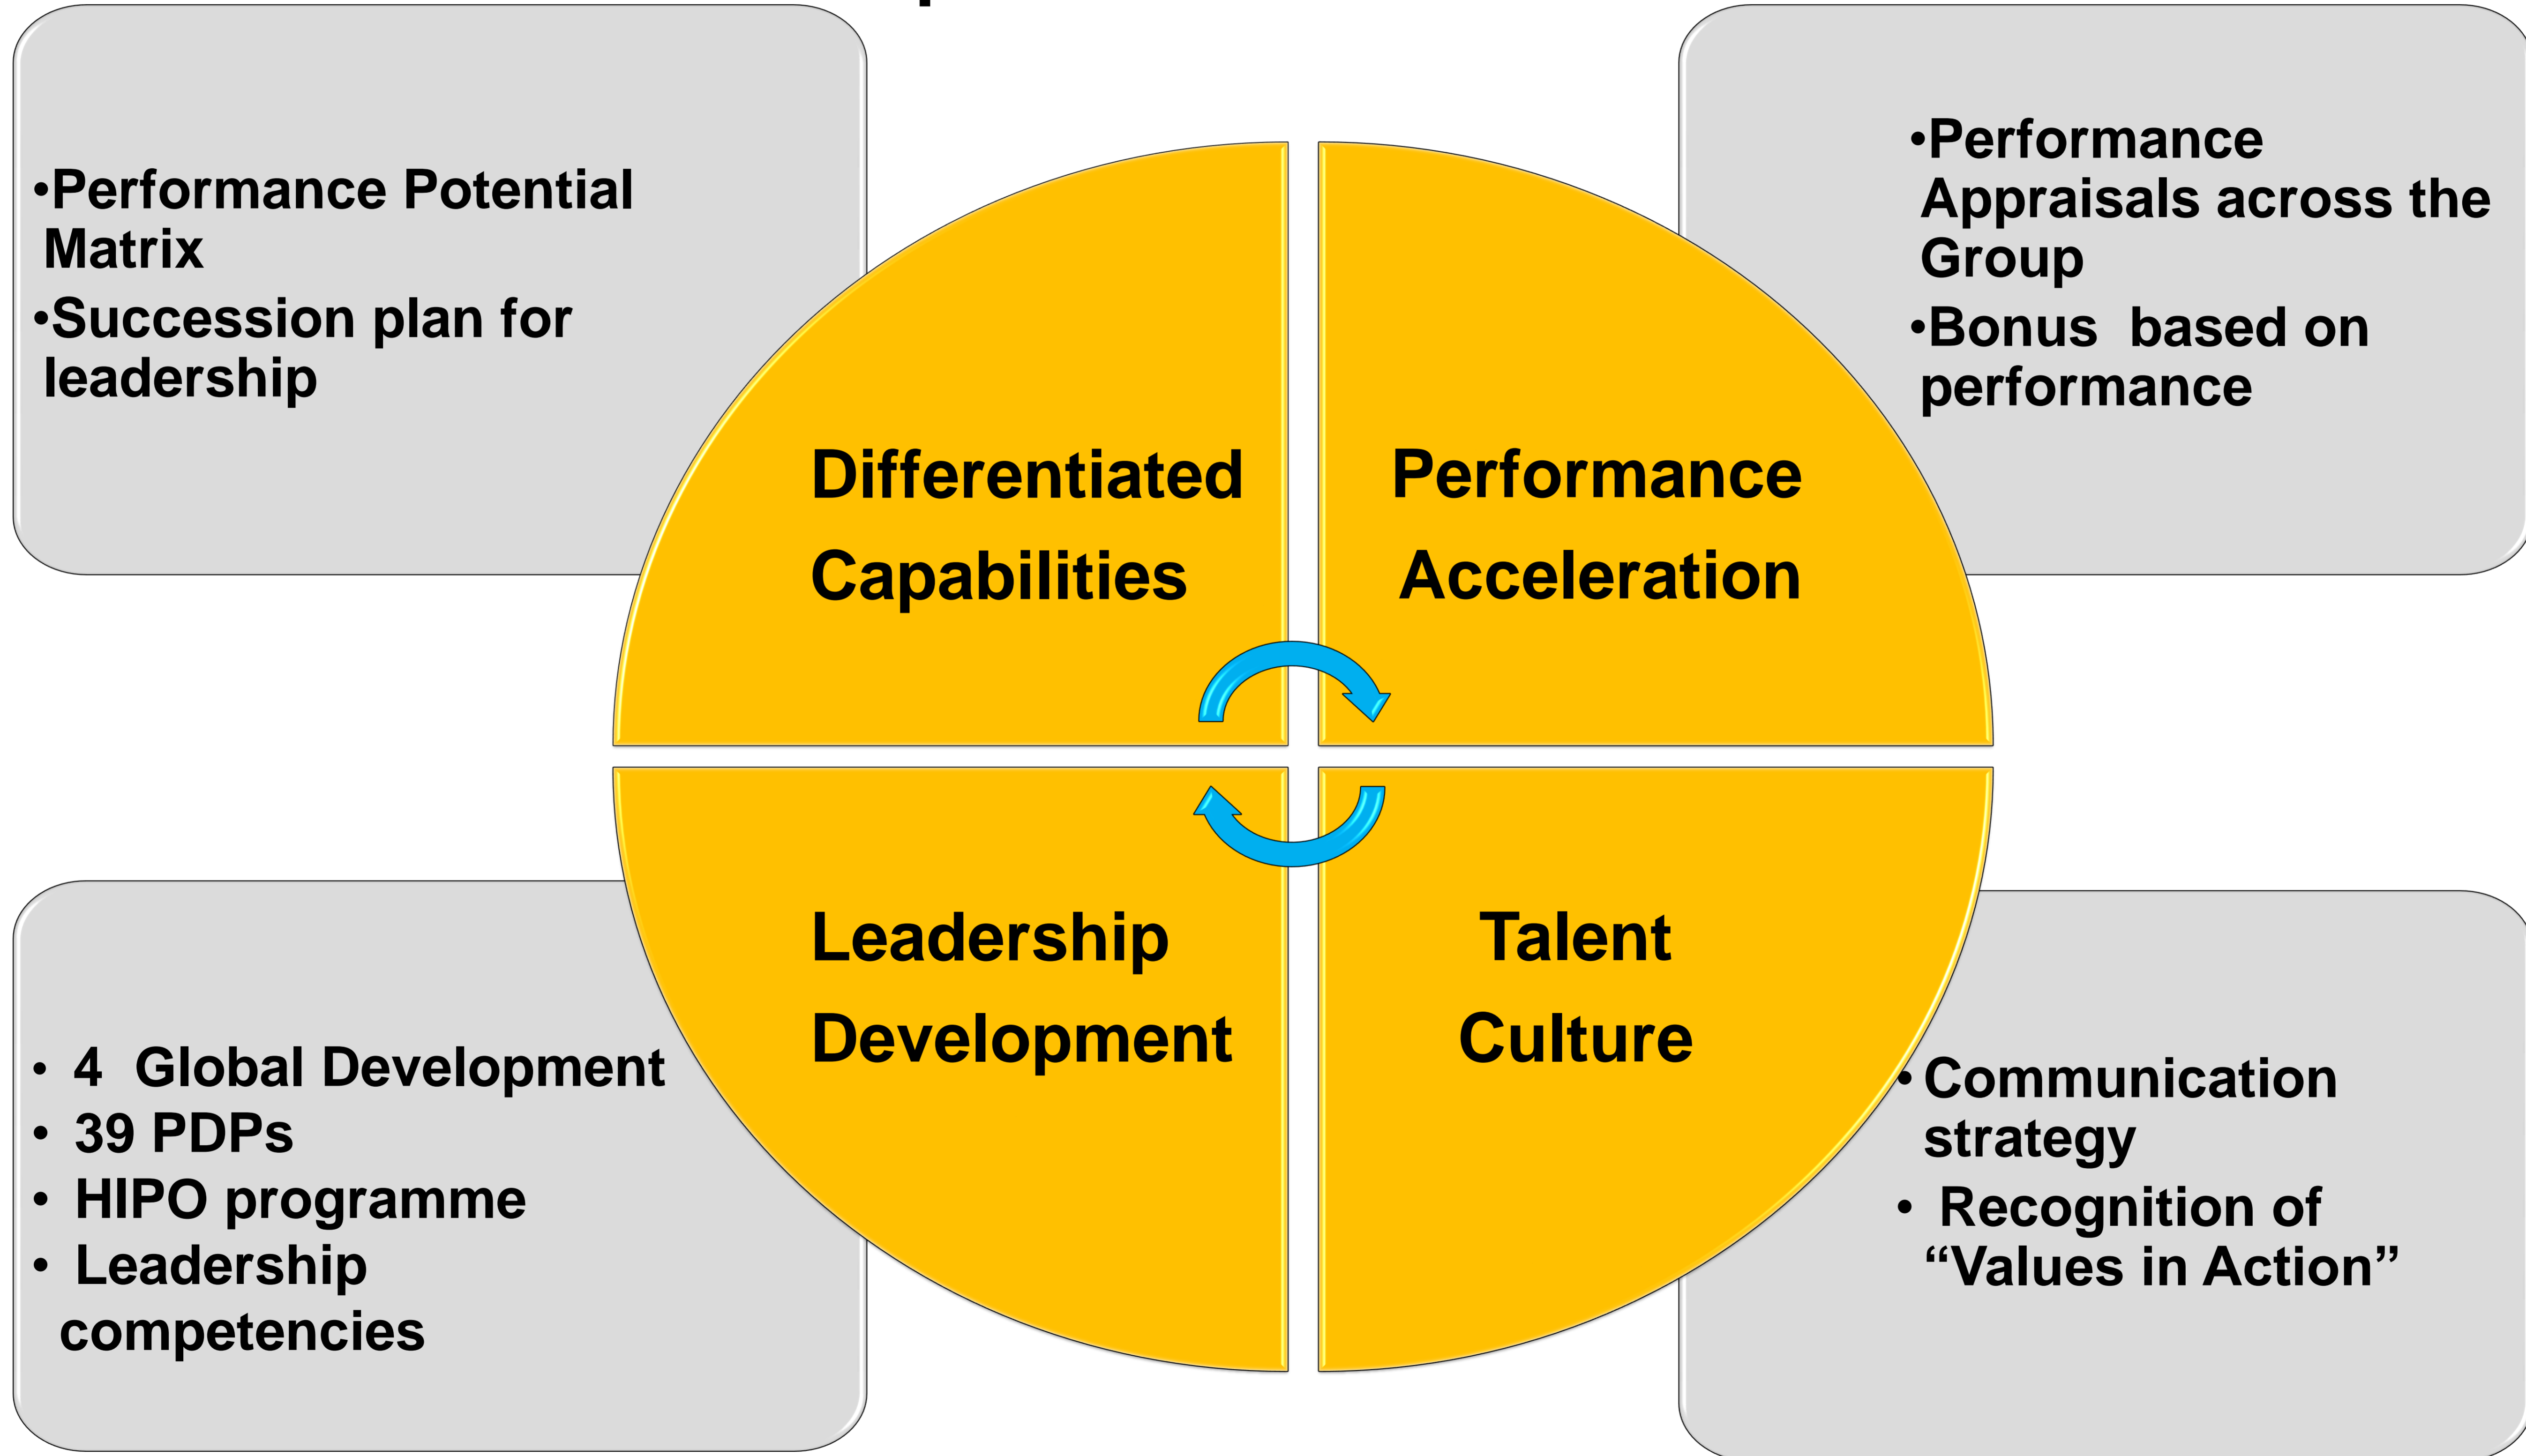 •Performance Potential
Matrix
•Succession plan for
leadership
•Performance
Appraisals across the
Group
•Bonus  based on
performance
Differentiated
Capabilities
Performance
Acceleration
Leadership
Development
Talent
Culture
• 4  Global Development
• 39 PDPs
• HIPO programme
• Leadership
competencies
• Communication
strategy
• Recognition of
“Values in Action”